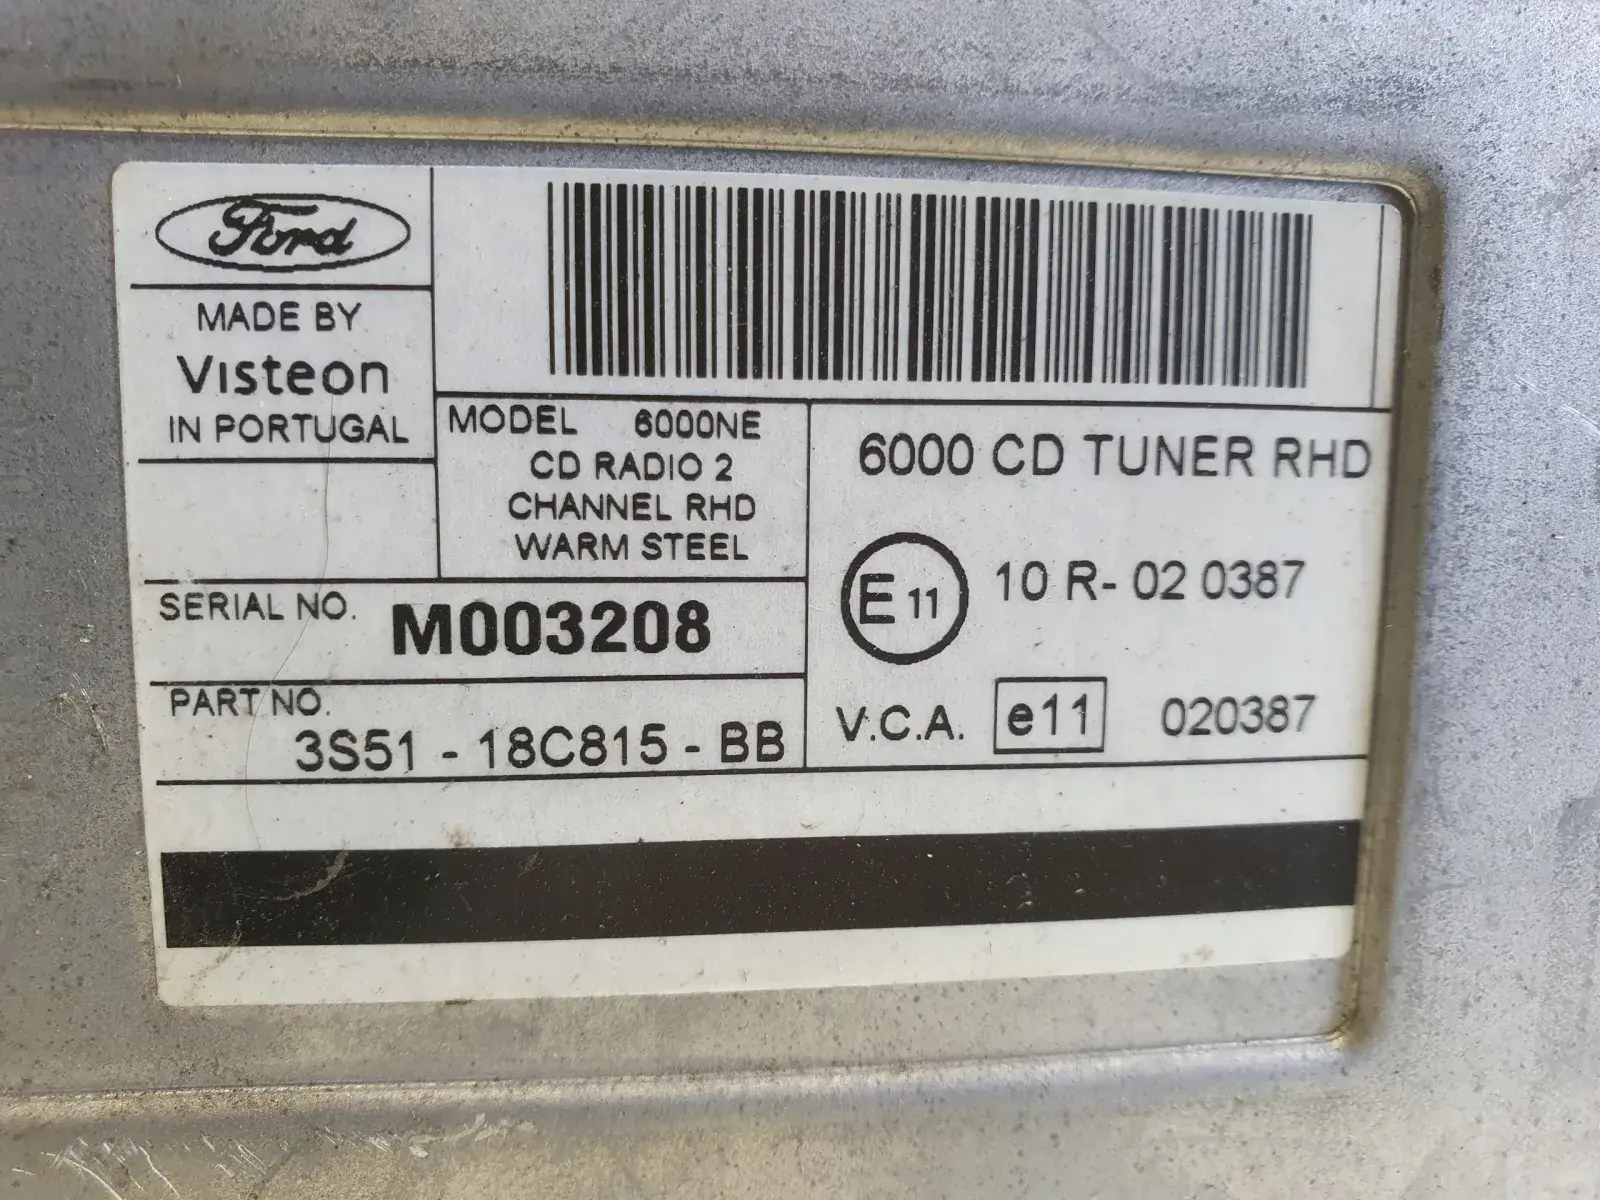 Ford
MADE BY
Visteon
IN PORTUGAL
MODEL 6000NE
CD RADIO 2
CHANNEL RHD
WARM STEEL
6000 CD TUNER RHD
E 11 10 R- 02 0387
SERIAL NO. M003208
PART NO.
3S51 - 18C815 - BB
V.C.A. e11 020387